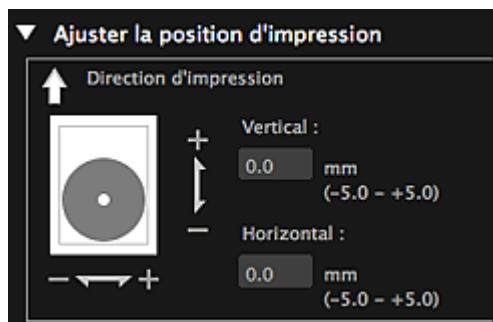 Ajuster la position d'impression
Direction d'impression
+
Vertical :
0.0 mm
(−5.0 – +5.0)
−
Horizontal :
− +
0.0 mm
(−5.0 – +5.0)